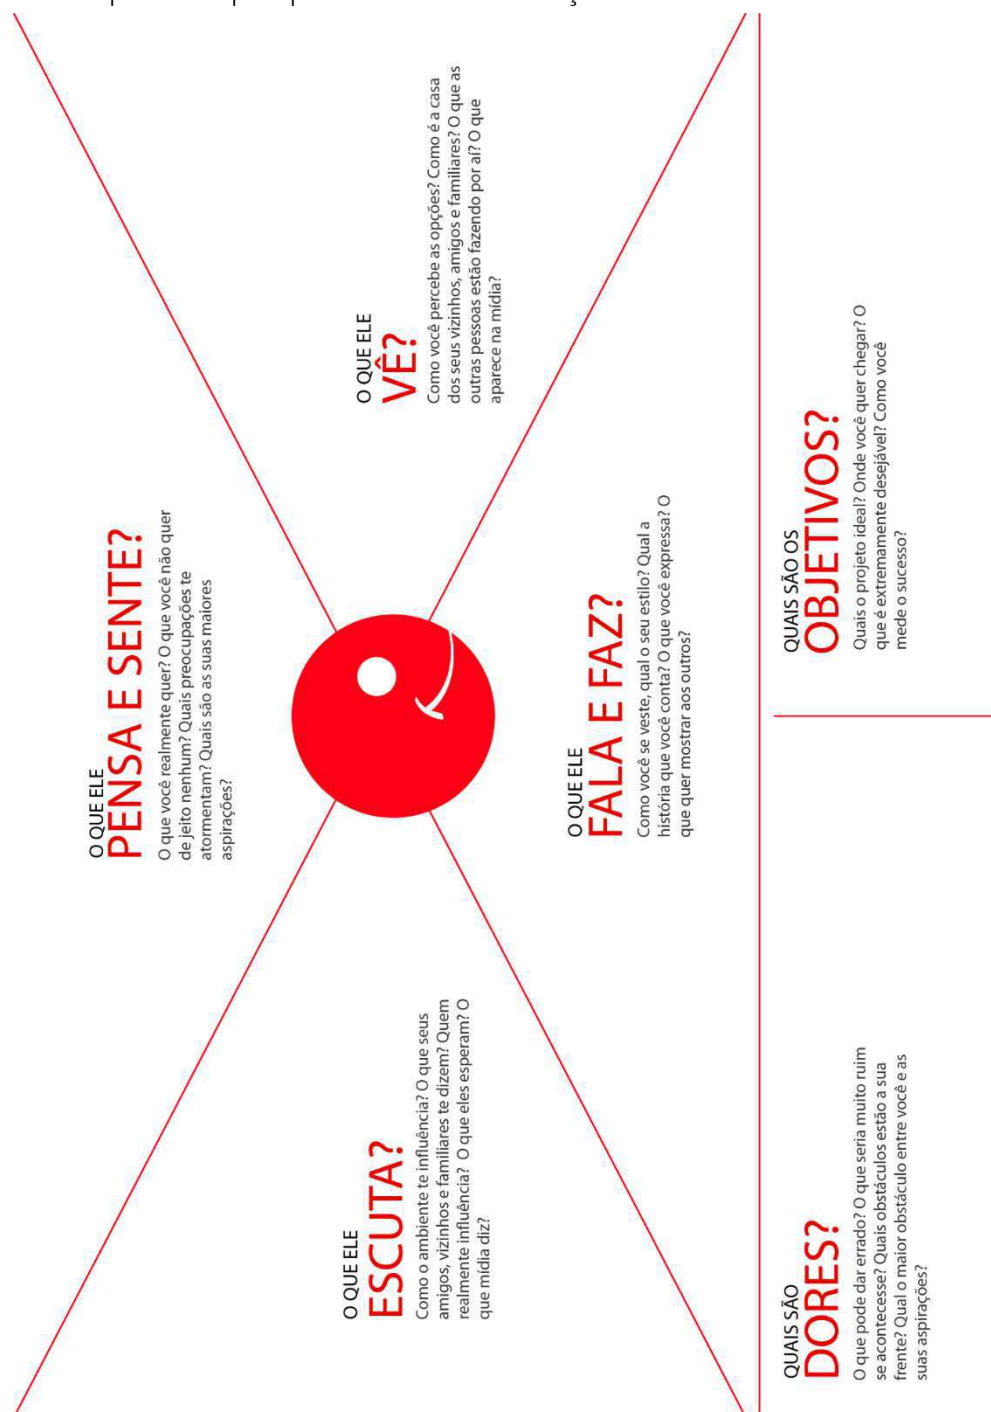 O QUE ELE
PENSA E SENTE?
O que você realmente quer? O que você não quer
de jeito nenhum? Quais preocupações te
atormentam? Quais são as suas maiores
aspirações?
O QUE ELE
ESCUTA?
Como o ambiente te influência? O que seus
amigos, vizinhos e familiares te dizem? Quem
realmente influência? O que eles esperam? O
que mídia diz?
O QUE ELE
VÊ?
Como você percebe as opções? Como é a casa
dos seus vizinhos, amigos e familiares? O que as
outras pessoas estão fazendo por aí? O que
aparece na mídia?
O QUE ELE
FALA E FAZ?
Como você se veste, qual o seu estilo? Qual a
história que você conta? O que você expressa? O
que quer mostrar aos outros?
QUAIS SÃO
DORES?
O que pode dar errado? O que seria muito ruim
se acontecesse? Quais obstáculos estão a sua
frente? Qual o maior obstáculo entre você e as
suas aspirações?
QUAIS SÃO OS
OBJETIVOS?
Quais o projeto ideal? Onde você quer chegar? O
que é extremamente desejável? Como você
mede o sucesso?